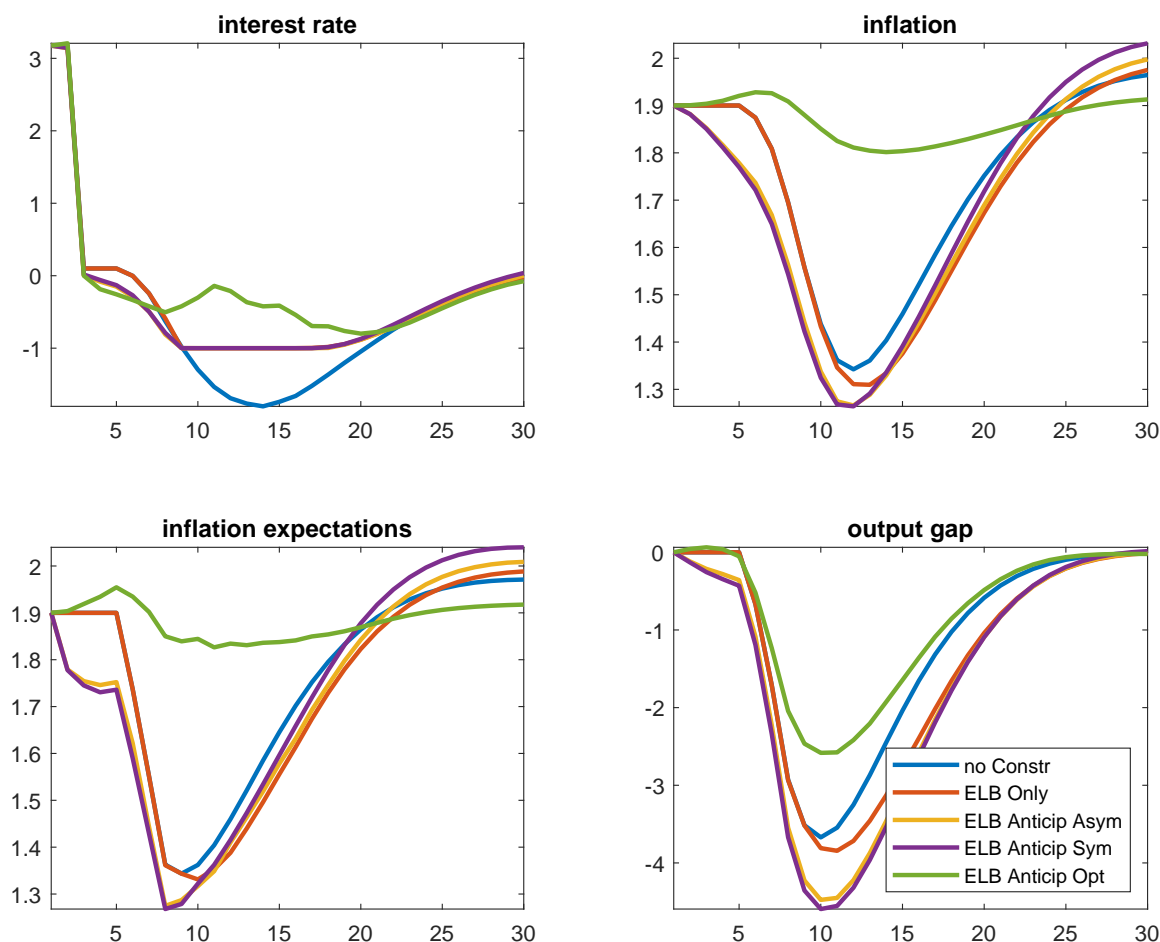 interest rate
3
2
1
0
-1
5 10 15 20 25 30
inflation
2
1.9
1.8
1.7
1.6
1.5
1.4
1.3
5 10 15 20 25 30
inflation expectations
2
1.9
1.8
1.7
1.6
1.5
1.4
1.3
5 10 15 20 25 30
output gap
0
-1
-2
-3
-4
5 10 15 20 25 30
no Constr
ELB Only
ELB Anticip Asym
ELB Anticip Sym
ELB Anticip Opt